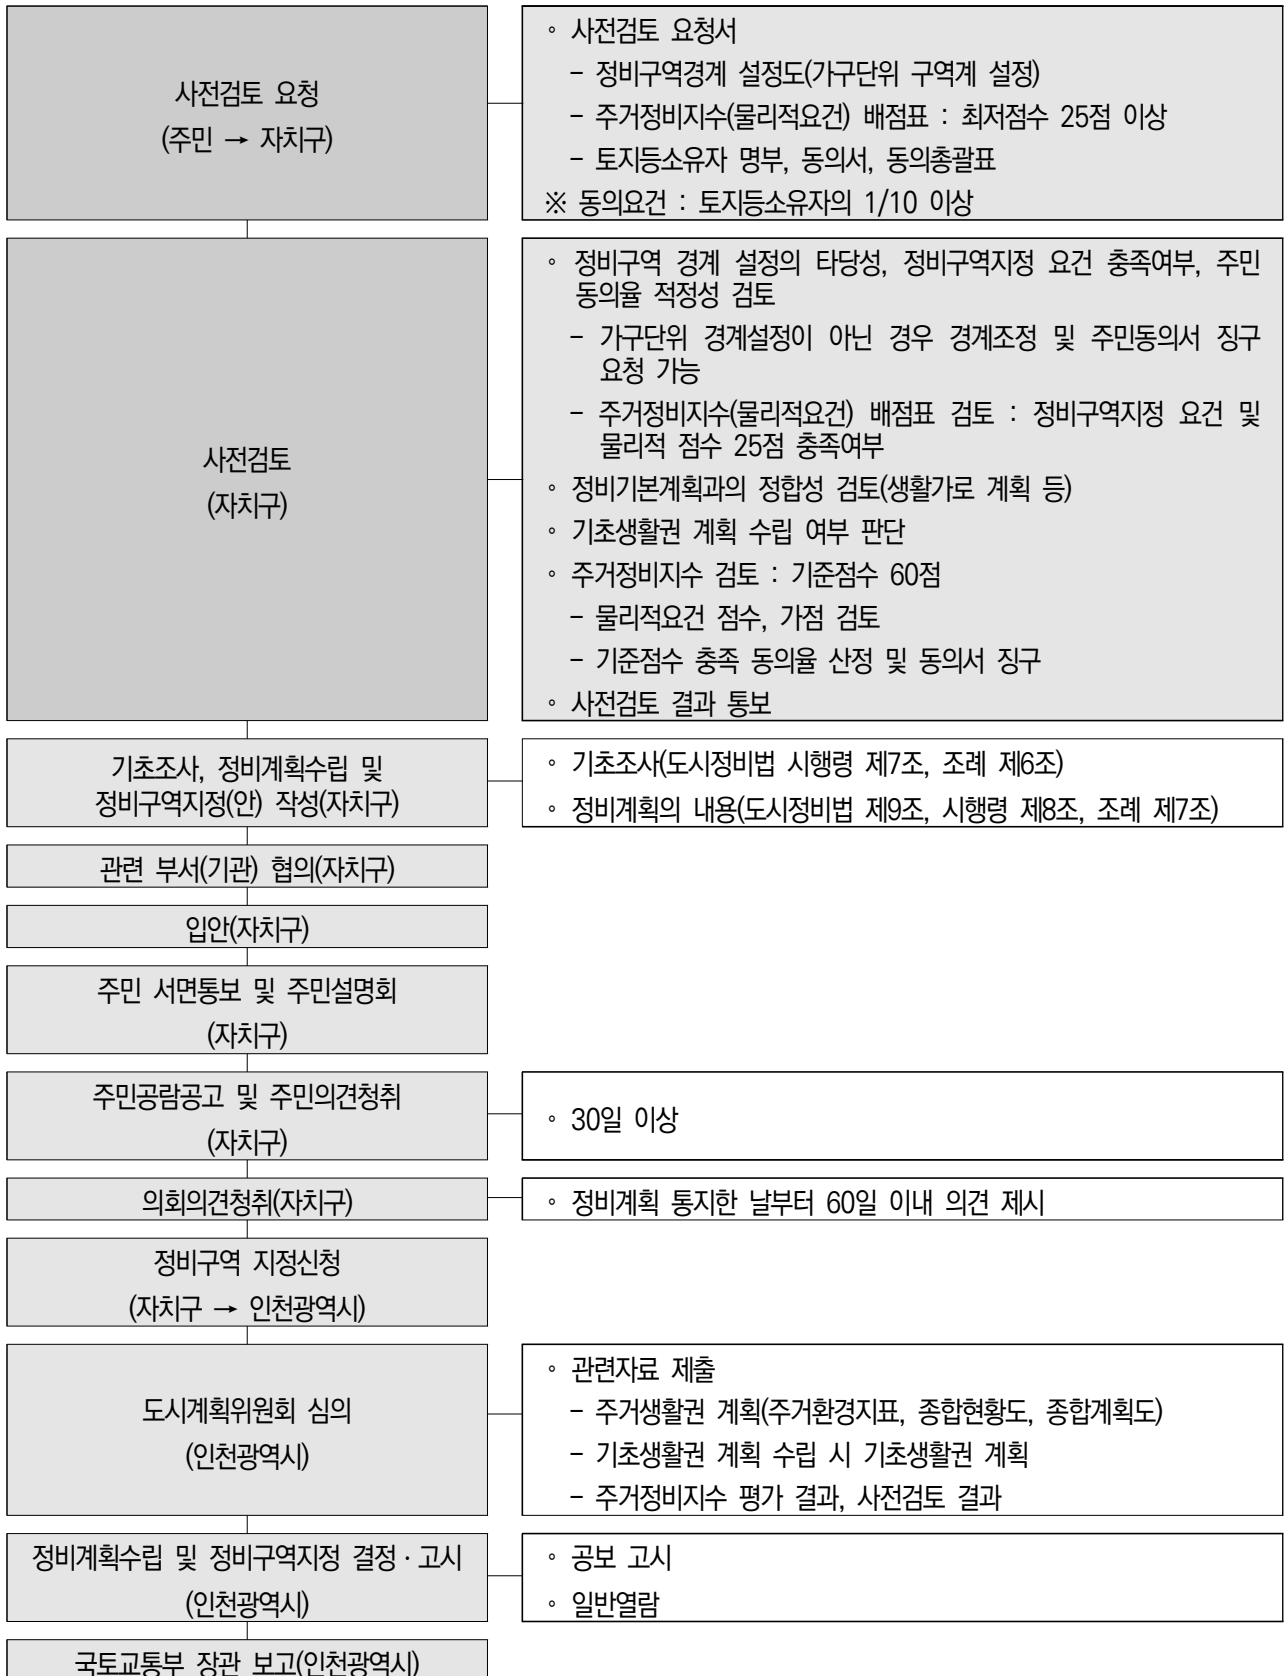 사전검토 요청
(주민 → 자치구)
◦ 사전검토 요청서
- 정비구역경계 설정도(가구단위 구역계 설정)
- 주거정비지수(물리적요건) 배점표 : 최저점수 25점 이상
- 토지등소유자 명부, 동의서, 동의총괄표
※ 동의요건 : 토지등소유자의 1/10 이상
사전검토
(자치구)
◦ 정비구역 경계 설정의 타당성, 정비구역지정 요건 충족여부, 주민
동의율 적정성 검토
- 가구단위 경계설정이 아닌 경우 경계조정 및 주민동의서 징구
요청 가능
- 주거정비지수(물리적요건) 배점표 검토 : 정비구역지정 요건 및
물리적 점수 25점 충족여부
◦ 정비기본계획과의 정합성 검토(생활가로 계획 등)
◦ 기초생활권 계획 수립 여부 판단
◦ 주거정비지수 검토 : 기준점수 60점
- 물리적요건 점수, 가점 검토
- 기준점수 충족 동의율 산정 및 동의서 징구
◦ 사전검토 결과 통보
기초조사, 정비계획수립 및
정비구역지정(안) 작성(자치구)
◦ 기초조사(도시정비법 시행령 제7조, 조례 제6조)
◦ 정비계획의 내용(도시정비법 제9조, 시행령 제8조, 조례 제7조)
관련 부서(기관) 협의(자치구)
입안(자치구)
주민 서면통보 및 주민설명회
(자치구)
주민공람공고 및 주민의견청취
(자치구)
◦ 30일 이상
의회의견청취(자치구)
◦ 정비계획 통지한 날부터 60일 이내 의견 제시
정비구역 지정신청
(자치구 → 인천광역시)
도시계획위원회 심의
(인천광역시)
◦ 관련자료 제출
- 주거생활권 계획(주거환경지표, 종합현황도, 종합계획도)
- 기초생활권 계획 수립 시 기초생활권 계획
- 주거정비지수 평가 결과, 사전검토 결과
정비계획수립 및 정비구역지정 결정·고시
(인천광역시)
◦ 공보 고시
◦ 일반열람
국토교통부 장관 보고(인천광역시)